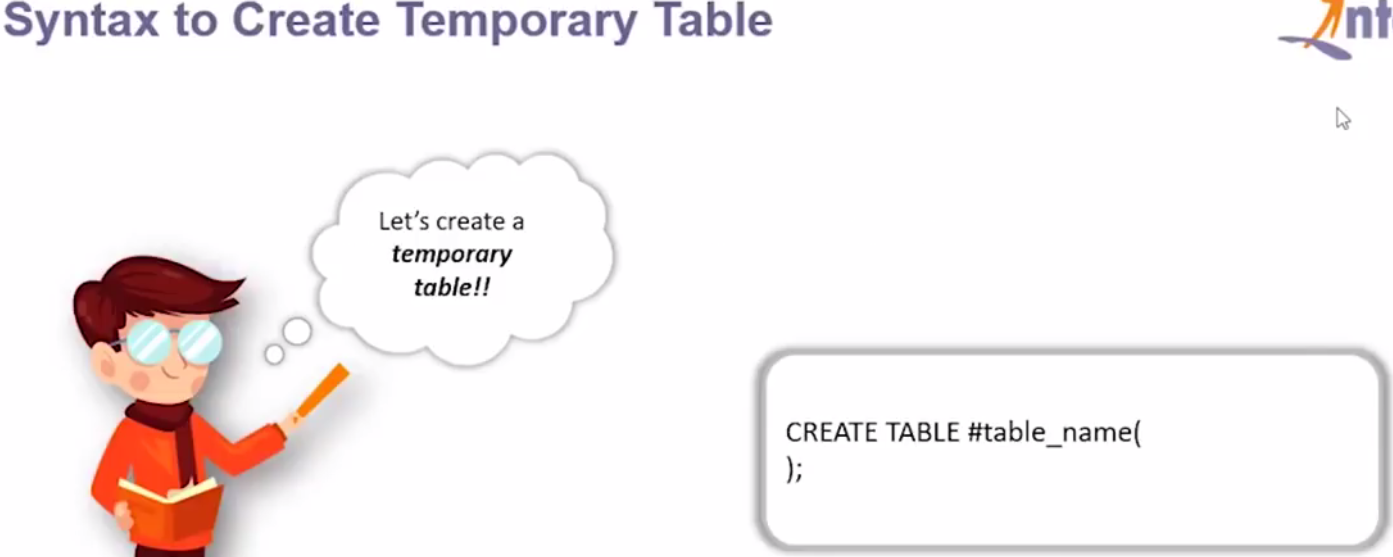 Syntax to Create Temporary Table
Let's create a
temporary
table!!
CREATE TABLE #table_name(
);